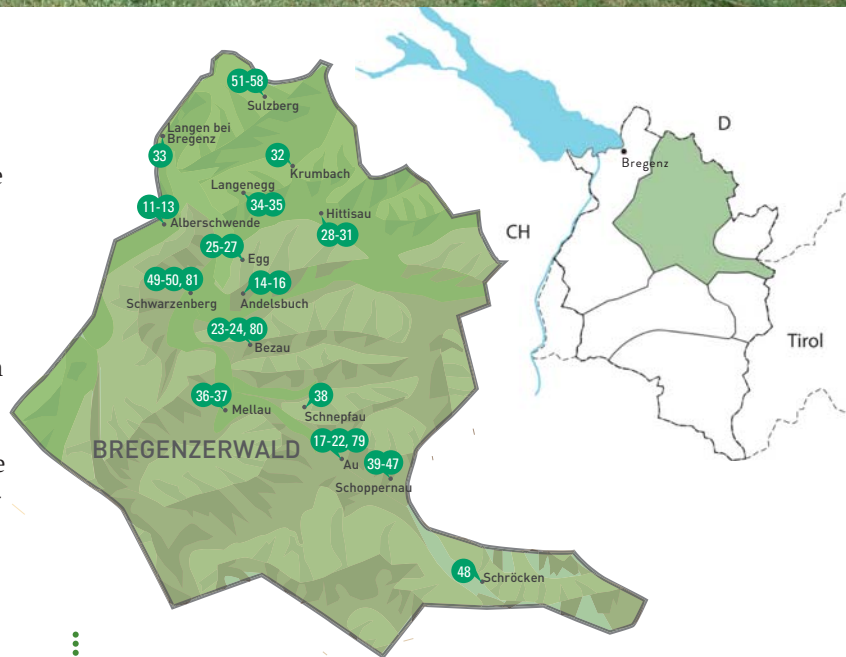 51-58
Sulzberg
Langen bei
Bregenz
33
32
Krumbach
Langenegg
34-35
11-13
Alberschwende
Hittisau
28-31
25-27
Egg
49-50, 81
Schwarzenberg
14-16
Andelsbuch
23-24, 80
Bezau
36-37
Mellau
38
Schnepfau
BREGENZERWALD
17-22, 79
Au
39-47
Schoppernau
48
Schröcken
D
Bregenz
CH
Tirol